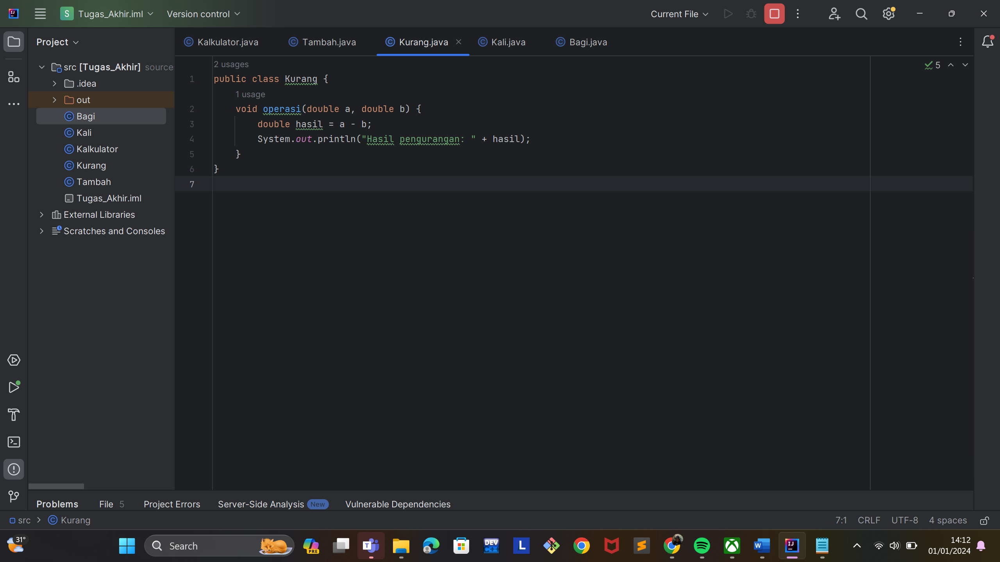 S Tugas_Akhir.iml Version control Current File
Project
Kalkulator.java Tambah.java Kurang.java Kali.java Bagi.java
src [Tugas_Akhir] source
.idea
out
Bagi
Kali
Kalkulator
Kurang
Tambah
Tugas_Akhir.iml
External Libraries
Scratches and Consoles
2 usages
5
1 public class Kurang {
1 usage
2 void operasi(double a, double b) {
3 double hasil = a - b;
4 System.out.println("Hasil pengurangan: " + hasil);
5 }
6 }
7
Problems File 5 Project Errors Server-Side Analysis New Vulnerable Dependencies
src > Kurang 7:1 CRLF UTF-8 4 spaces
31° Search PRE T DEV C++ L W IJ 14:12
01/01/2024